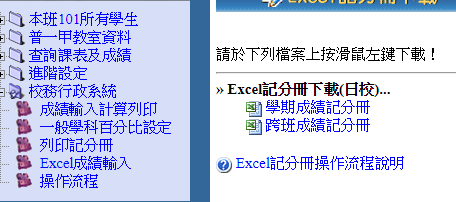 本班101所有學生
普一甲教室資料
查詢課表及成績
進階設定
校務行政系統
成績輸入計算列印
一般學科百分比設定
列印記分冊
Excel成績輸入
操作流程
請於下列檔案上按滑鼠左鍵下載！
» Excel記分冊下載(日校)...
學期成績記分冊
跨班成績記分冊
Excel記分冊操作流程說明